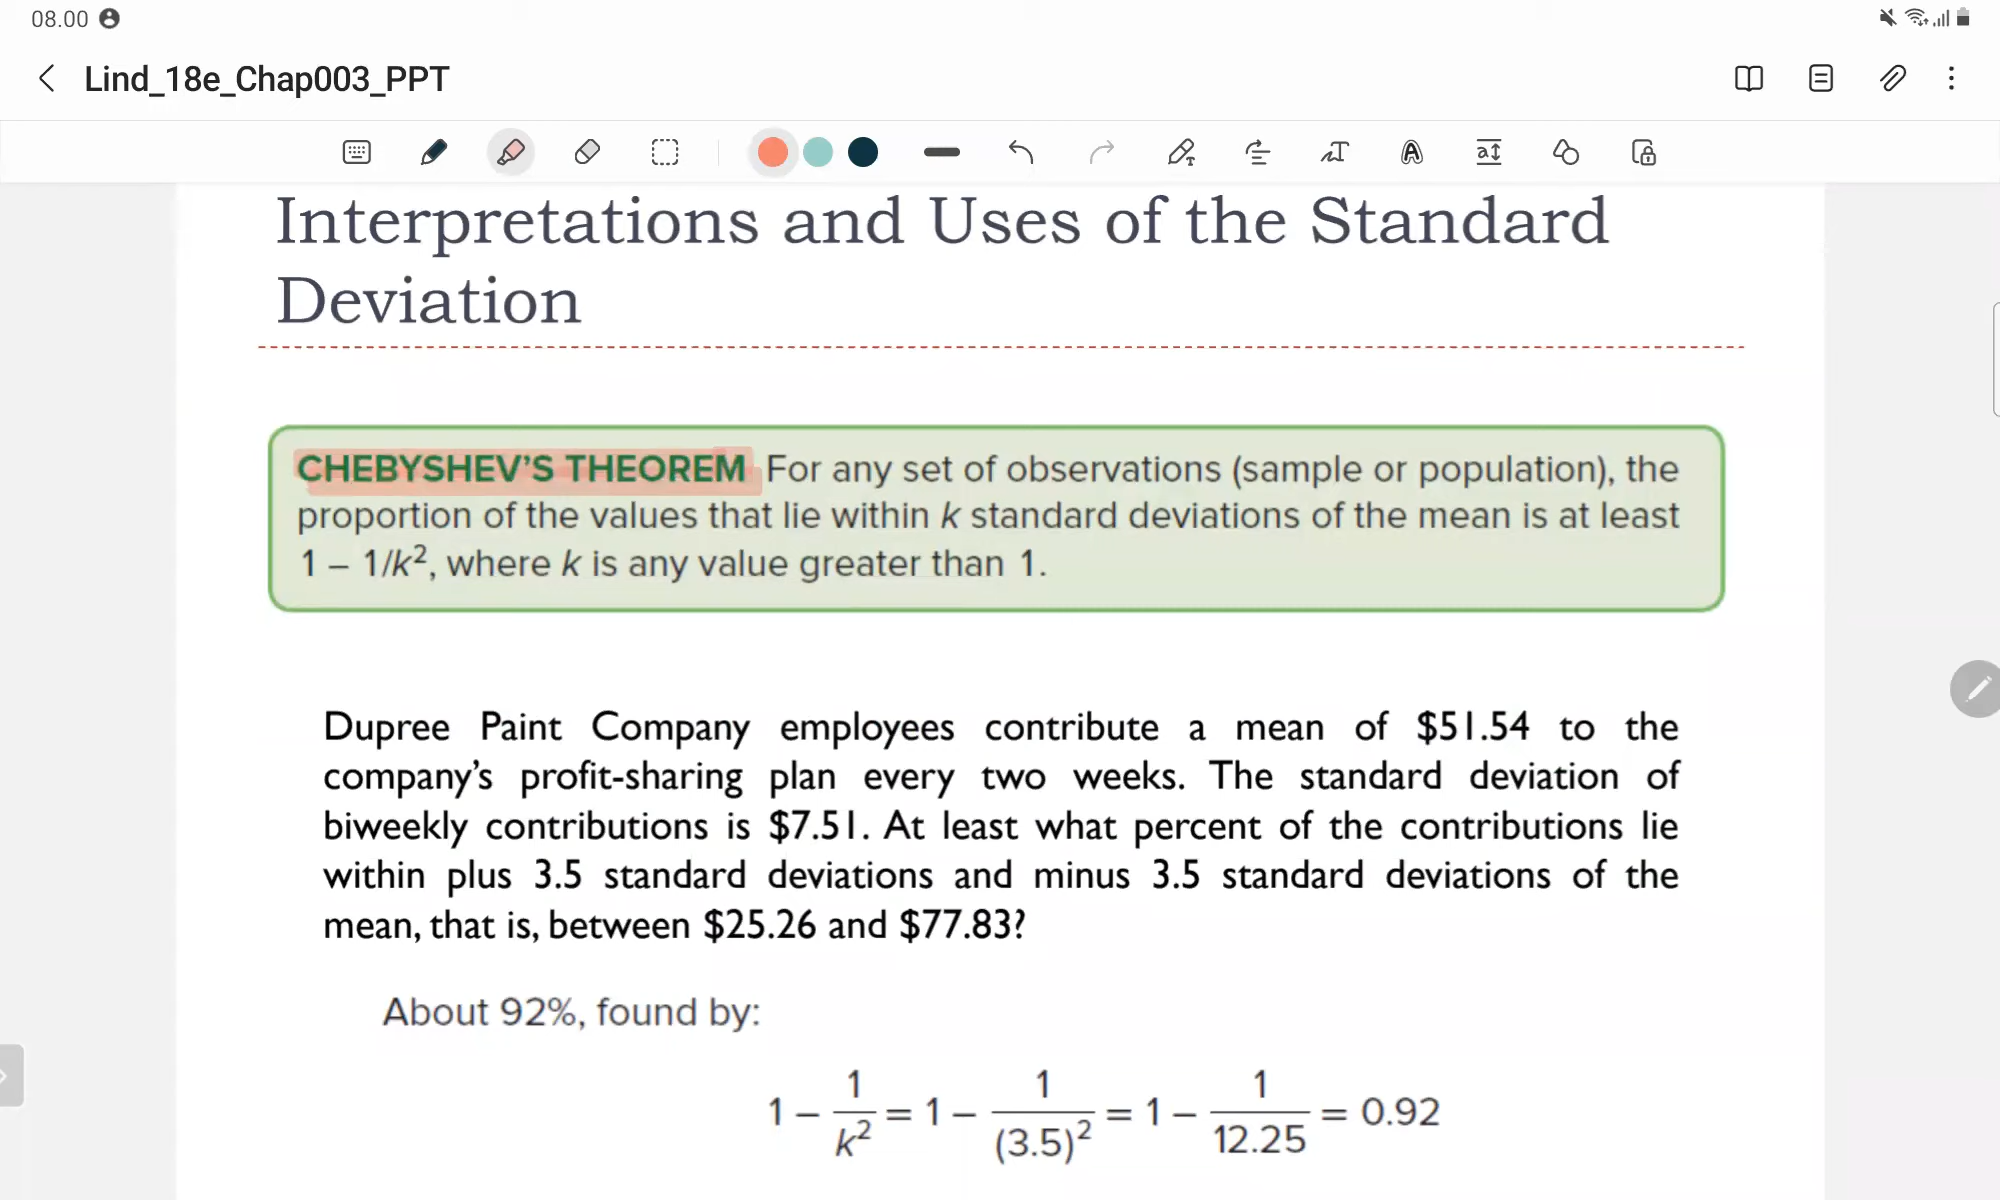 08.00
Lind_18e_Chap003_PPT
Interpretations and Uses of the Standard
Deviation
CHEBYSHEV’S THEOREM For any set of observations (sample or population), the
proportion of the values that lie within k standard deviations of the mean is at least
1 – 1/k², where k is any value greater than 1.
Dupree Paint Company employees contribute a mean of $51.54 to the
company’s profit-sharing plan every two weeks. The standard deviation of
biweekly contributions is $7.51. At least what percent of the contributions lie
within plus 3.5 standard deviations and minus 3.5 standard deviations of the
mean, that is, between $25.26 and $77.83?
About 92%, found by:
1 – 1/k² = 1 – 1/(3.5)² = 1 – 1/12.25 = 0.92